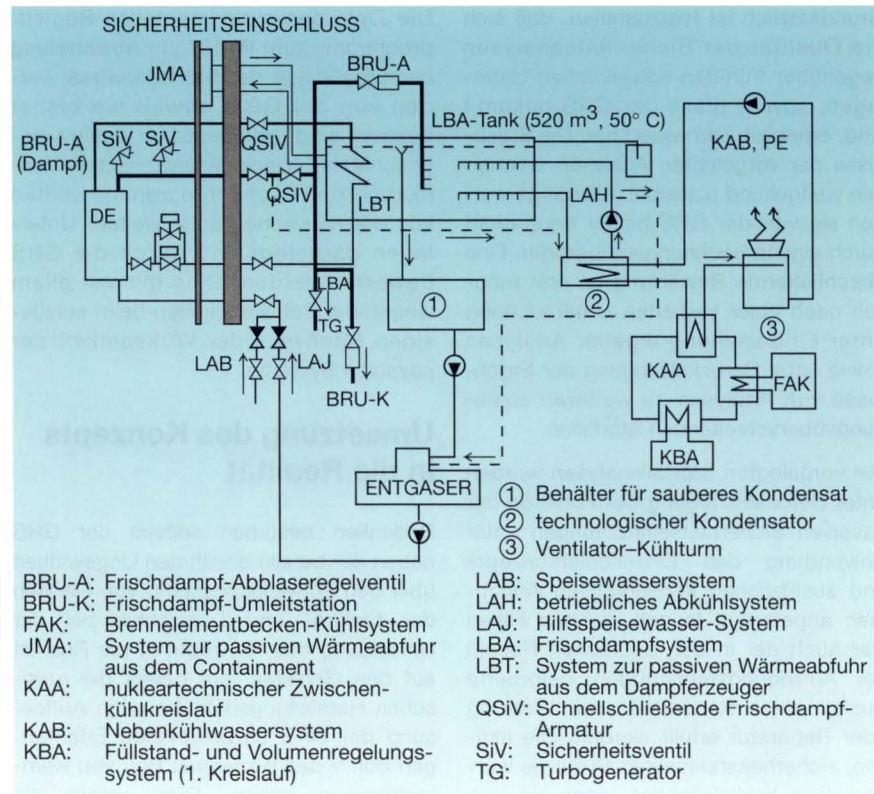 SICHERHEITSEINSCHLUSS
JMA
BRU-A
LBA-Tank (520 m³, 50° C)
KAB, PE
BRU-A
(Dampf)
SiV
SiV
QSIV
QSIV
DE
LBT
LAH
LBA
TG
①
②
③
LAB
LAJ
BRU-K
KAA
FAK
KBA
ENTGASER
① Behälter für sauberes Kondensat
② technologischer Kondensator
③ Ventilator–Kühlturm
BRU-A: Frischdampf-Abblaseregelventil
BRU-K: Frischdampf-Umleitstation
FAK: Brennelementbecken-Kühlsystem
JMA: System zur passiven Wärmeabfuhr
aus dem Containment
KAA: nukleartechnischer Zwischen-
kühlkreislauf
KAB: Nebenkühlwassersystem
KBA: Füllstand- und Volumenregelungs-
system (1. Kreislauf)
LAB: Speisewassersystem
LAH: betriebliches Abkühlsystem
LAJ: Hilfsspeisewasser-System
LBA: Frischdampfsystem
LBT: System zur passiven Wärmeabfuhr
aus dem Dampferzeuger
QSiV: Schnellschließende Frischdampf-
Armatur
SiV: Sicherheitsventil
TG: Turbogenerator